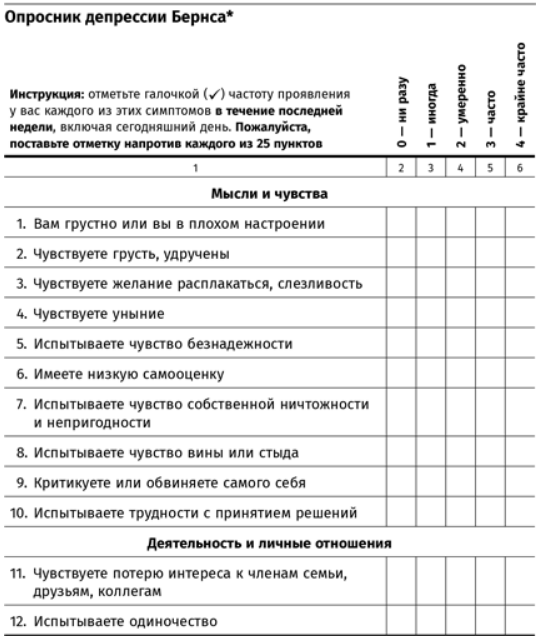 Опросник депрессии Бернса*
Инструкция: отметьте галочкой (✓) частоту проявления
у вас каждого из этих симптомов в течение последней
недели, включая сегодняшний день. Пожалуйста,
поставьте отметку напротив каждого из 25 пунктов
0 — ни разу
1 — иногда
2 — умеренно
3 — часто
4 — крайне часто
1 2 3 4 5 6
Мысли и чувства
1. Вам грустно или вы в плохом настроении
2. Чувствуете грусть, удручены
3. Чувствуете желание расплакаться, слезливость
4. Чувствуете уныние
5. Испытываете чувство безнадежности
6. Имеете низкую самооценку
7. Испытываете чувство собственной ничтожности
и непригодности
8. Испытываете чувство вины или стыда
9. Критикуете или обвиняете самого себя
10. Испытываете трудности с принятием решений
Деятельность и личные отношения
11. Чувствуете потерю интереса к членам семьи,
друзьям, коллегам
12. Испытываете одиночество